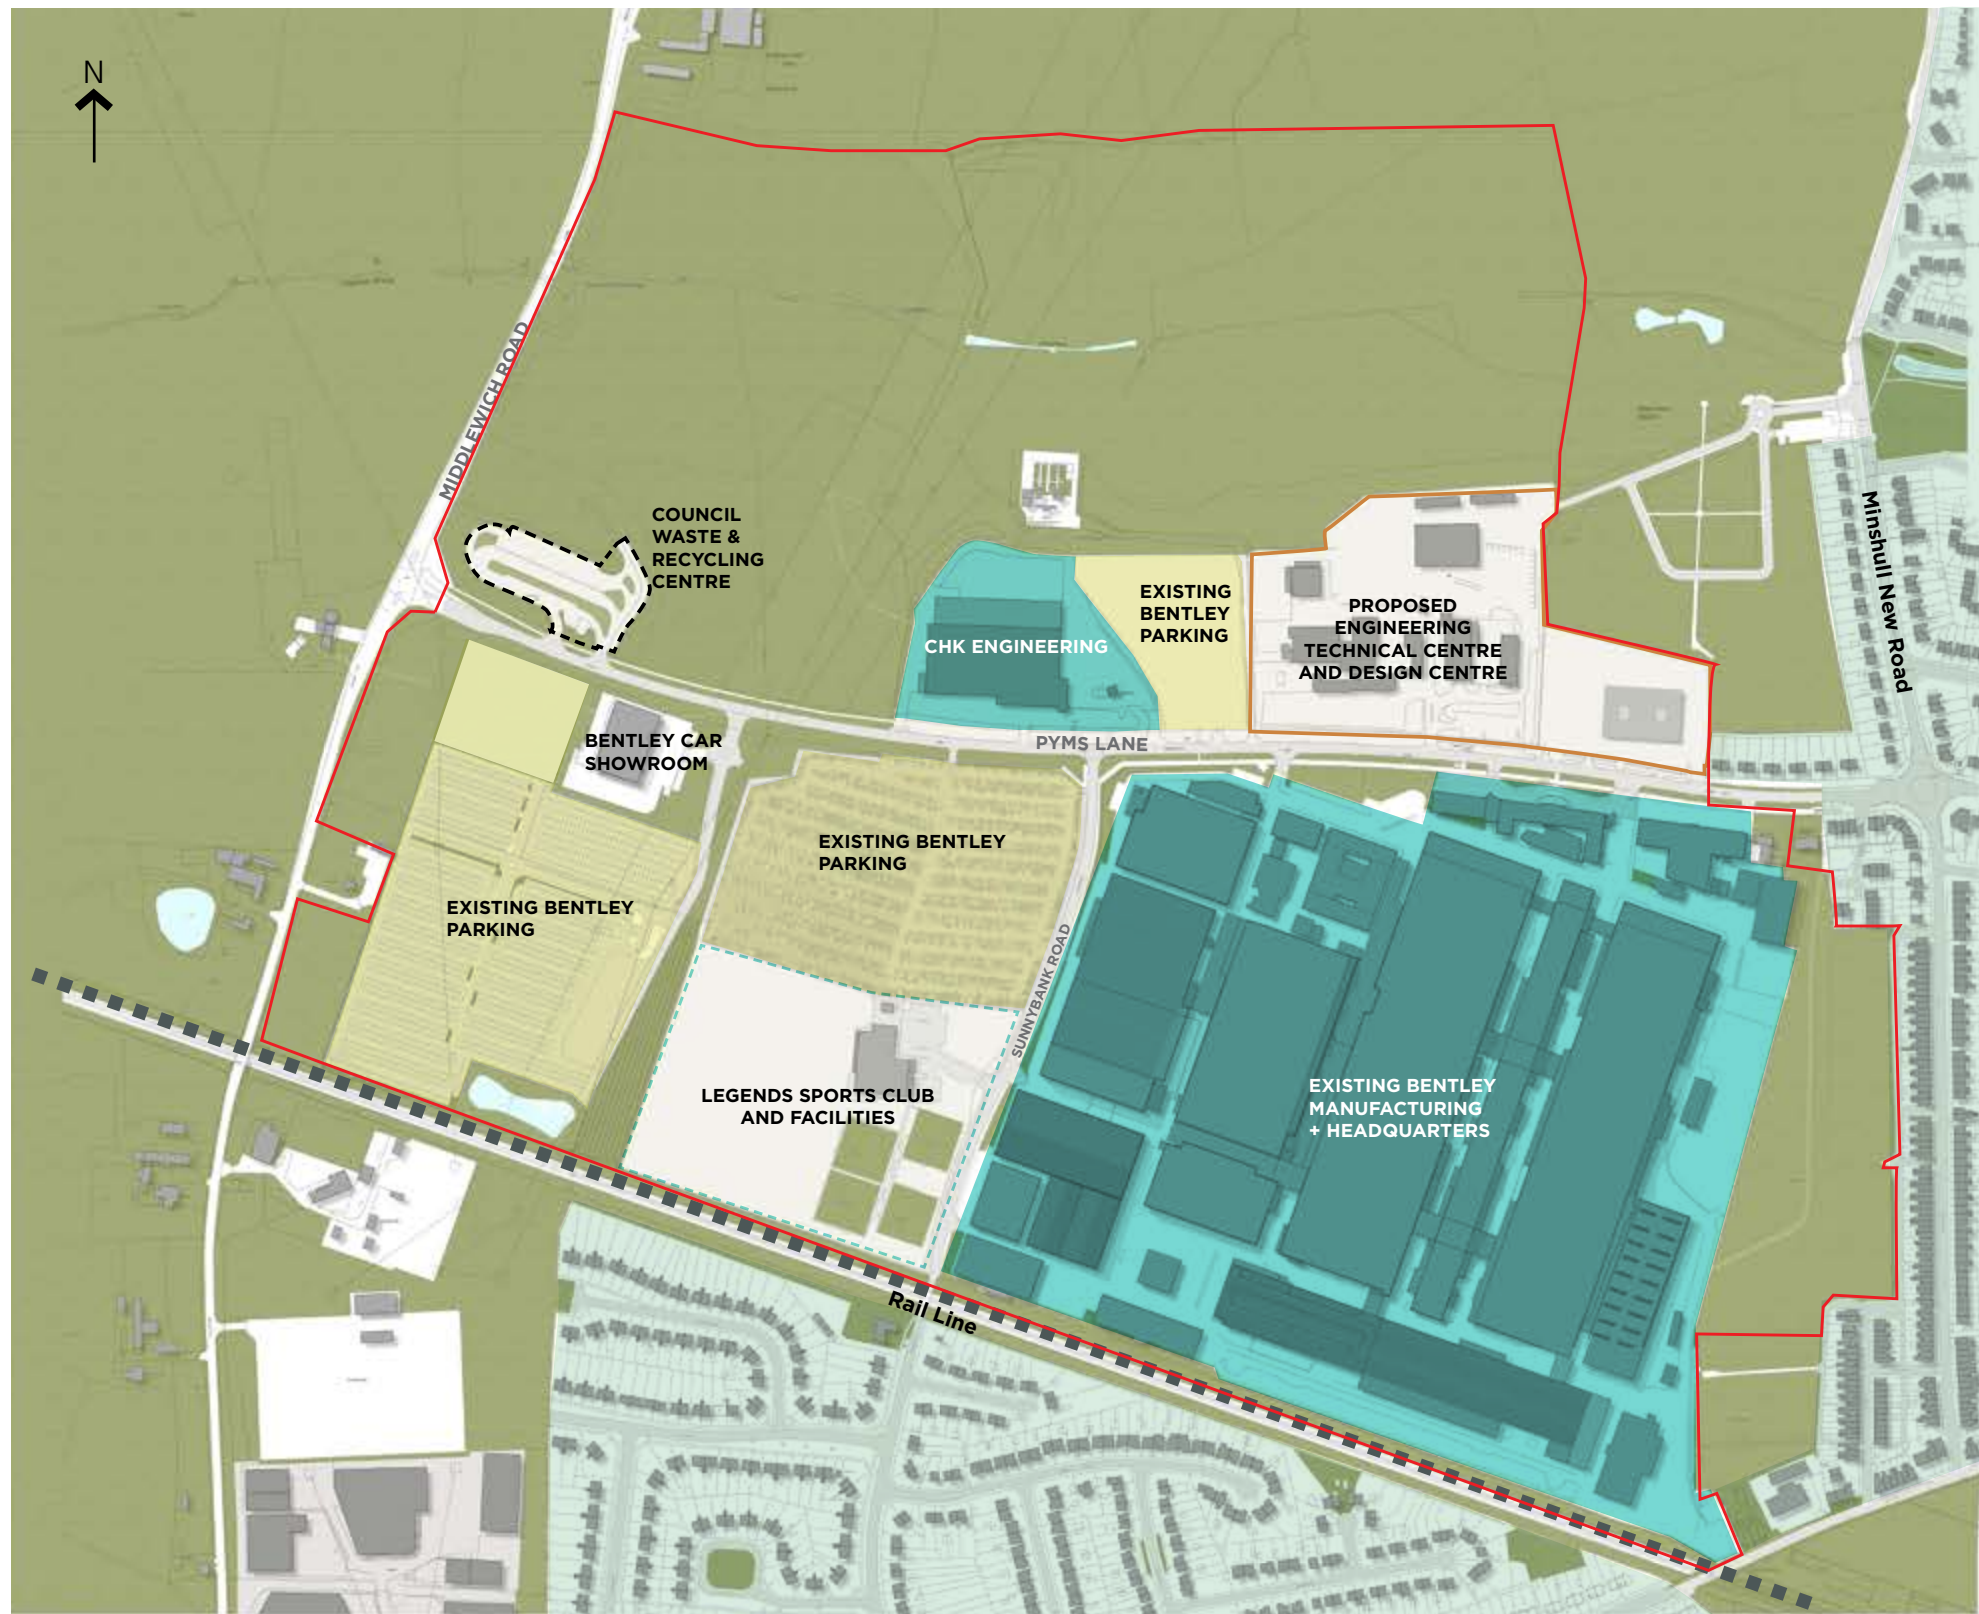 N
MIDDLEWICH ROAD
COUNCIL
WASTE &
RECYCLING
CENTRE
EXISTING
BENTLEY
PARKING
CHK ENGINEERING
PROPOSED
ENGINEERING
TECHNICAL CENTRE
AND DESIGN CENTRE
Minshull New Road
BENTLEY CAR
SHOWROOM
PYMS LANE
EXISTING BENTLEY
PARKING
EXISTING BENTLEY
PARKING
SUNNYBANK ROAD
LEGENDS SPORTS CLUB
AND FACILITIES
EXISTING BENTLEY
MANUFACTURING
+ HEADQUARTERS
Rail Line